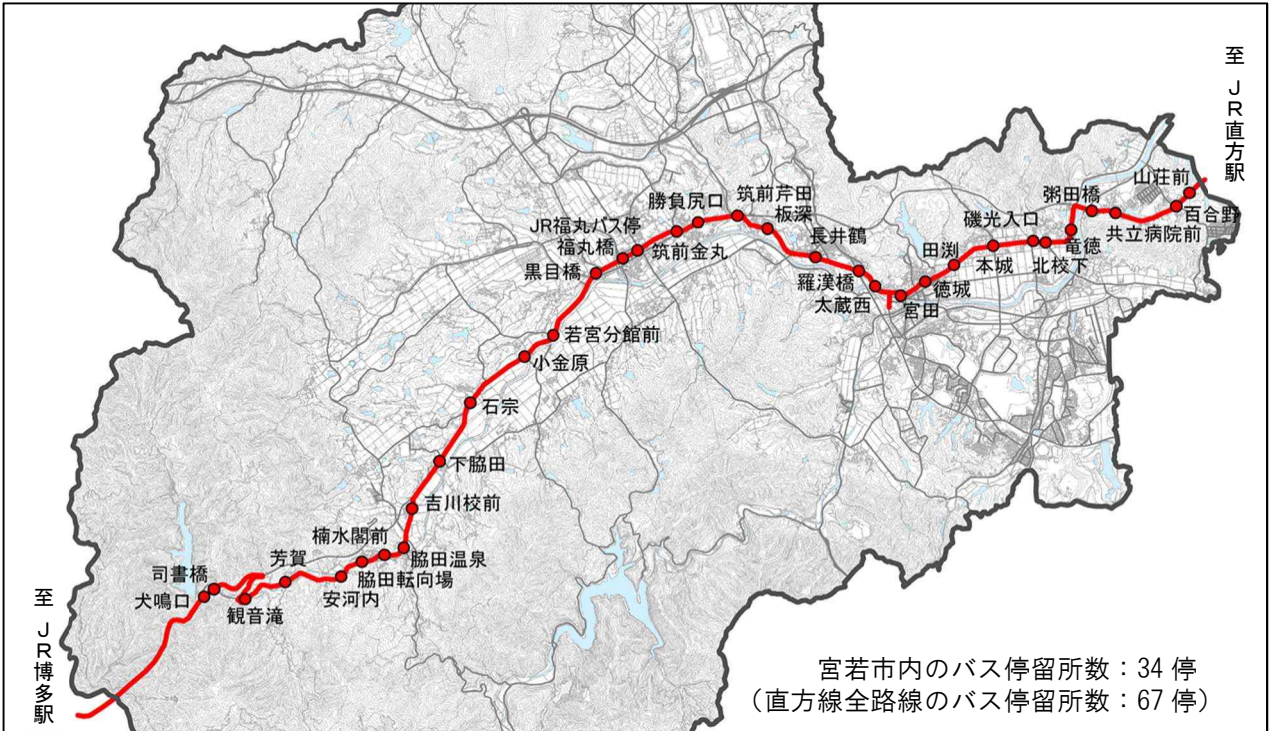 至 JR直方駅
山荘前
粥田橋
百合野
共立病院前
竜徳
磯光入口
北校下
本城
田渕
徳城
宮田
太蔵西
羅漢橋
長井鶴
板深
筑前芹田
勝負尻口
筑前金丸
JR福丸バス停
福丸橋
黒目橋
若宮分館前
小金原
石宗
下脇田
吉川校前
脇田温泉
楠水閣前
脇田転向場
安河内
芳賀
観音滝
司書橋
犬鳴口
至 JR博多駅
宮若市内のバス停留所数：34 停
（直方線全路線のバス停留所数：67 停）